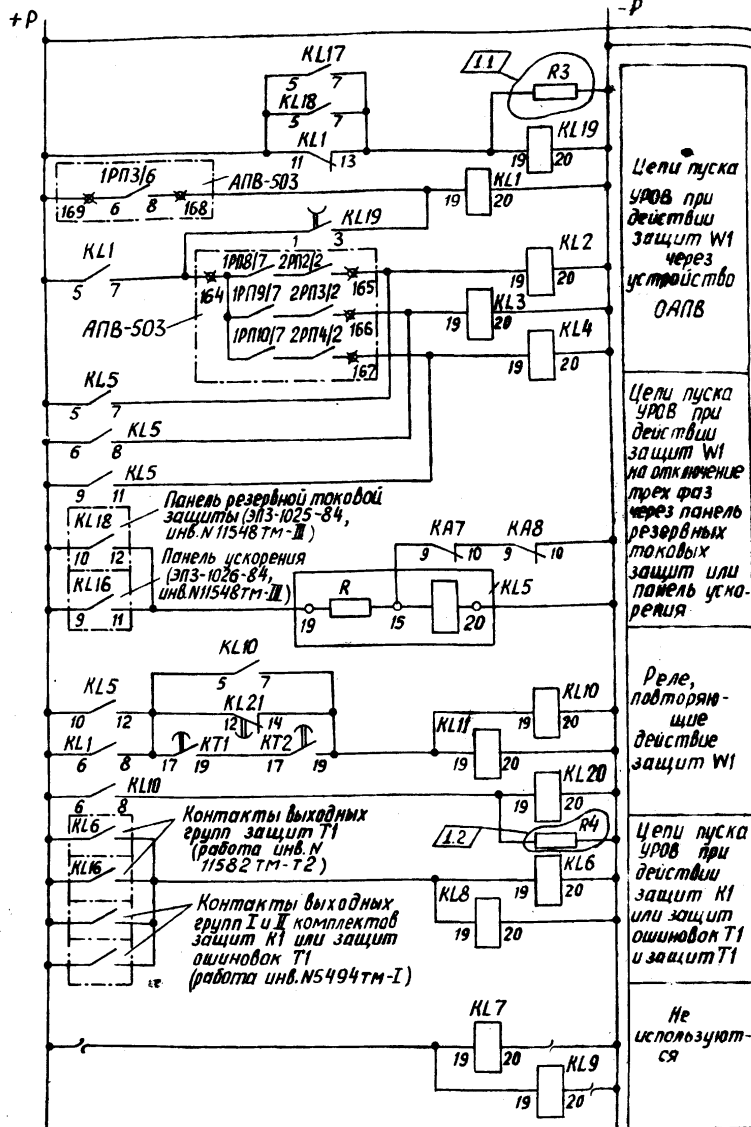 +P
-P
KL17
5 7
KL18
5 7
KL1
11 13
1.1
R3
KL19
19 20
1РП3/6
АПВ-503
169 6 8 168
KL1
19 20
KL19
1 3
KL1
5 7
164
1РП8/7 2РП2/2
165
1РП9/7 2РП3/2
166
1РП10/7 2РП4/2
167
АПВ-503
KL2
19 20
KL3
19 20
KL4
19 20
Цепи пуска
УРОВ при
действии
защит W1
через
устройство
ОАПВ
KL5
5 7
KL5
6 8
KL5
9 11
KL18
10 12
Панель резервной токовой
защиты (ЭПЗ-1025-84,
инв.N 11548 тм-III)
KL16
9 11
Панель ускорения
(ЭПЗ-1026-84,
инв.N11548тм-III)
KA7
9 10
KA8
9 10
R
19 15 20
KL5
Цепи пуска
УРОВ при
действии
защит W1
на отключение
трех фаз
через панель
резервных
токовых
защит или
панель уско-
рения
KL10
5 7
KL5
10 12
KL21
12 14
KL1
6 8
KT1
17 19
KT2
17 19
KL10
19 20
KL11
19 20
KL10
6 8
KL20
19 20
Реле,
повторяю-
щие
действие
защит W1
1.2
R4
KL6
KL16
Контакты выходных
групп защит Т1
(работа инв.N
11582 тм-т2)
Контакты выходных
групп I и II комплектов
защит К1 или защит
ошиновок Т1
(работа инв.N5494тм-I)
KL6
19 20
KL8
19 20
Цепи пуска
УРОВ при
действии
защит К1
или защит
ошиновок Т1
и защит Т1
KL7
19 20
KL9
19 20
Не
используют-
ся